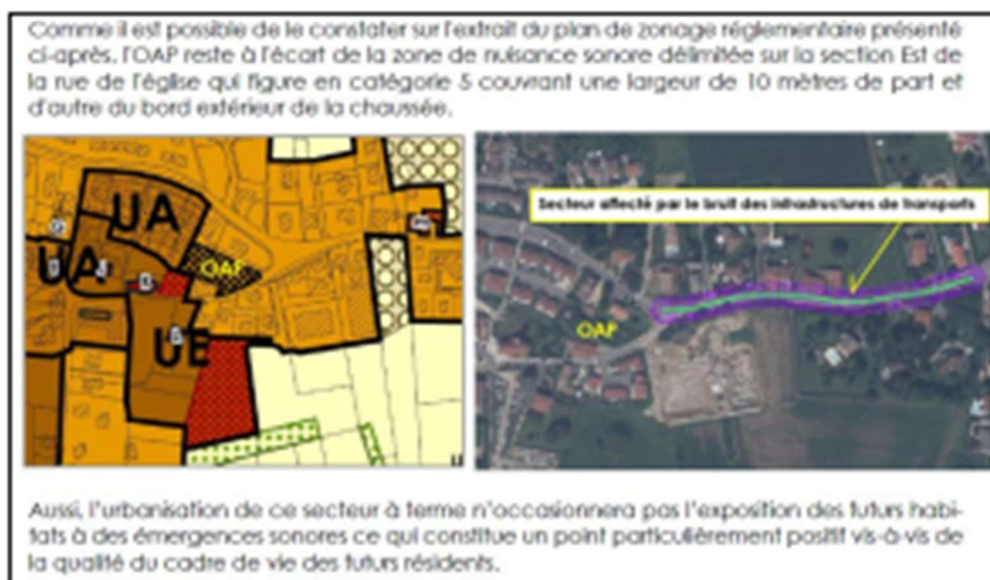 Comme il est possible de le constater sur l'extrait du plan de zonage réglementaire présenté
ci-après, l'OAP reste à l'écart de la zone de nuisance sonore délimitée sur la section Est de
la rue de l'église qui figure en catégorie 5 couvrant une largeur de 10 mètres de part et
d'autre du bord extérieur de la chaussée.
UA
OAP
UA
UE
Secteur affecté par le bruit des infrastructures de transports
OAP
Aussi, l'urbanisation de ce secteur à terme n'occasionnera pas l'exposition des futurs habi-
tats à des émergences sonores ce qui constitue un point particulièrement positif vis-à-vis de
la qualité du cadre de vie des futurs résidents.